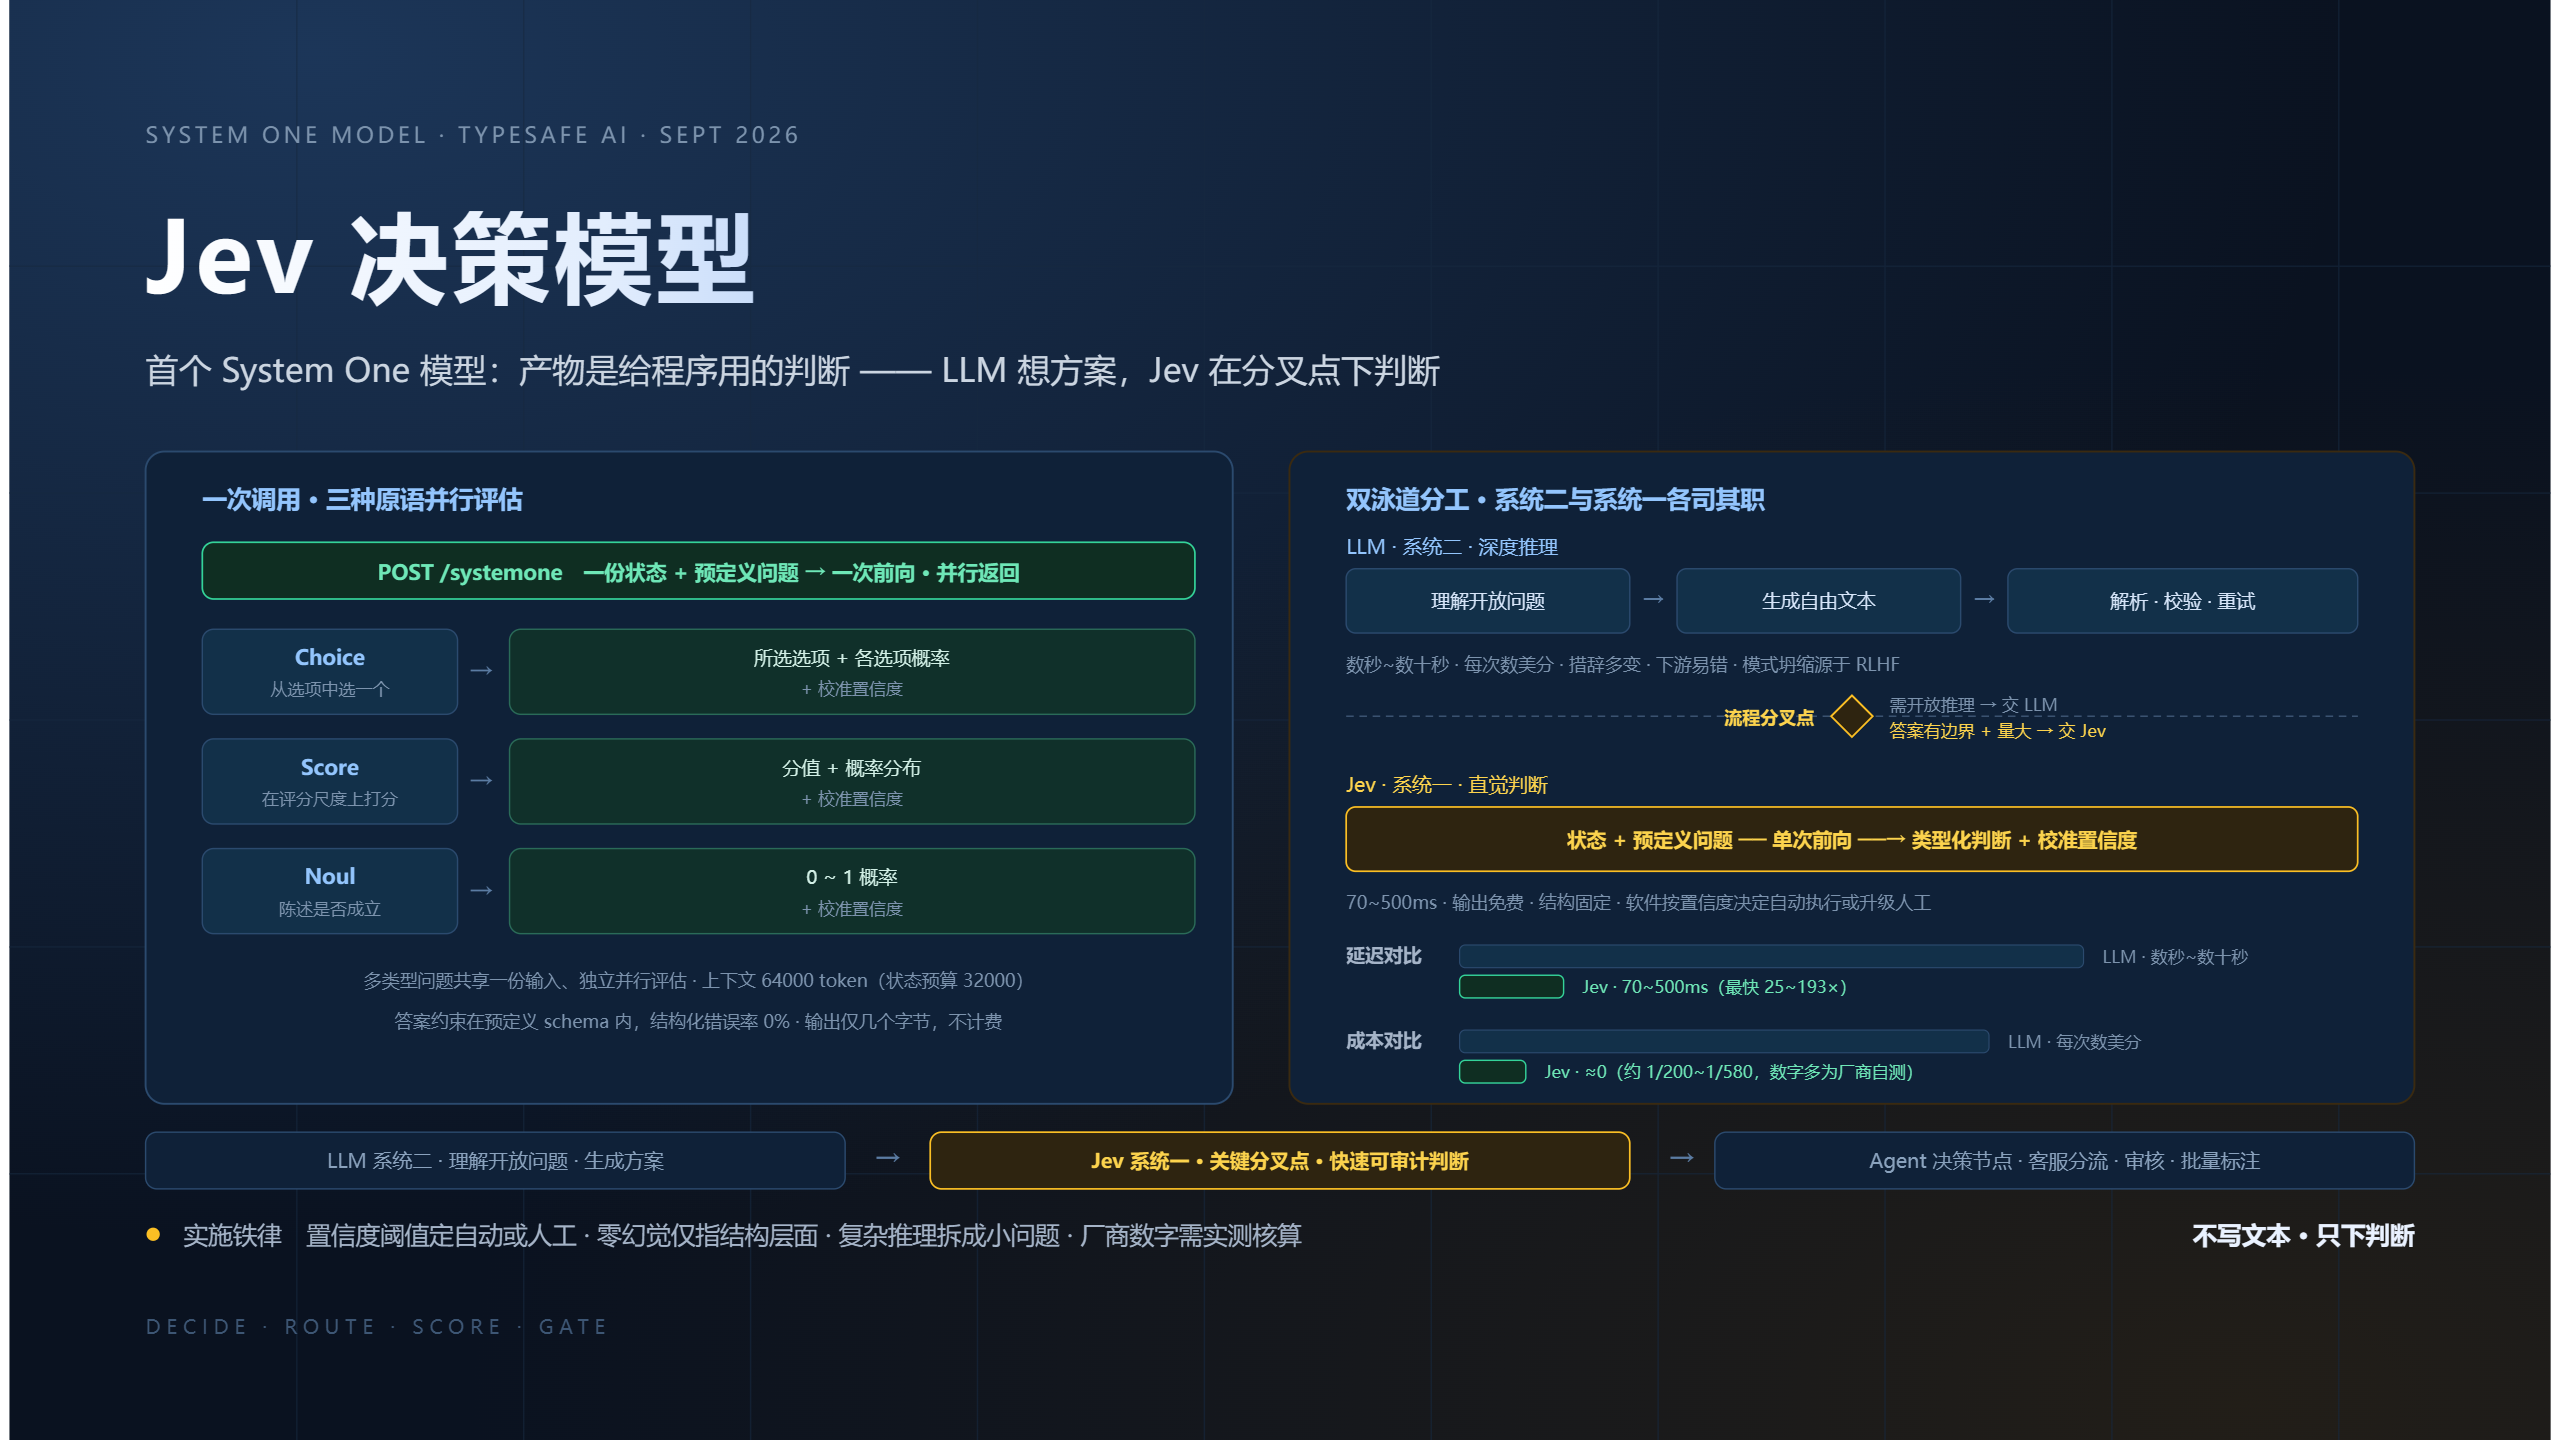 SYSTEM ONE MODEL · TYPESAFE AI · SEPT 2026
Jev 决策模型
首个 System One 模型：产物是给程序用的判断 —— LLM 想方案，Jev 在分叉点下判断
一次调用 · 三种原语并行评估
POST /systemone 一份状态 + 预定义问题 → 一次前向 · 并行返回
Choice
从选项中选一个
→
所选选项 + 各选项概率
+ 校准置信度
Score
在评分尺度上打分
→
分值 + 概率分布
+ 校准置信度
Noul
陈述是否成立
→
0 ~ 1 概率
+ 校准置信度
多类型问题共享一份输入、独立并行评估 · 上下文 64000 token（状态预算 32000）
答案约束在预定义 schema 内，结构化错误率 0% · 输出仅几个字节，不计费
双泳道分工 · 系统二与系统一各司其职
LLM · 系统二 · 深度推理
理解开放问题 → 生成自由文本 → 解析 · 校验 · 重试
数秒~数十秒 · 每次数美分 · 措辞多变 · 下游易错 · 模式坍缩源于 RLHF
流程分叉点
需开放推理 → 交 LLM
答案有边界 + 量大 → 交 Jev
Jev · 系统一 · 直觉判断
状态 + 预定义问题 —— 单次前向 ——→ 类型化判断 + 校准置信度
70~500ms · 输出免费 · 结构固定 · 软件按置信度决定自动执行或升级人工
延迟对比
LLM · 数秒~数十秒
Jev · 70~500ms（最快 25~193×）
成本对比
LLM · 每次数美分
Jev · ≈0（约 1/200~1/580，数字多为厂商自测）
LLM 系统二 · 理解开放问题 · 生成方案 → Jev 系统一 · 关键分叉点 · 快速可审计判断 → Agent 决策节点 · 客服分流 · 审核 · 批量标注
实施铁律 置信度阈值定自动或人工 · 零幻觉仅指结构层面 · 复杂推理拆成小问题 · 厂商数字需实测核算
不写文本 · 只下判断
DECIDE · ROUTE · SCORE · GATE